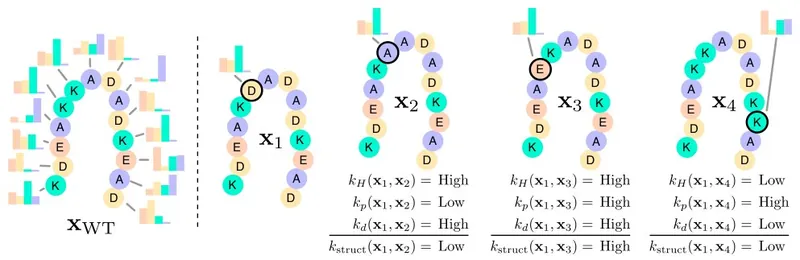 K D E A K K A D A D K E A D
x_WT
K D E A K D A D A D K E A D
x_1
K D E A K A A D A D K E A D
x_2
K D E A E K A D A D K E A D
x_3
K D E A K K A D A D K K A D
x_4
k_H(x_1, x_2) = High
k_p(x_1, x_2) = Low
k_d(x_1, x_2) = High
k_struct(x_1, x_2) = Low
k_H(x_1, x_3) = High
k_p(x_1, x_3) = High
k_d(x_1, x_3) = High
k_struct(x_1, x_3) = High
k_H(x_1, x_4) = Low
k_p(x_1, x_4) = High
k_d(x_1, x_4) = Low
k_struct(x_1, x_4) = Low